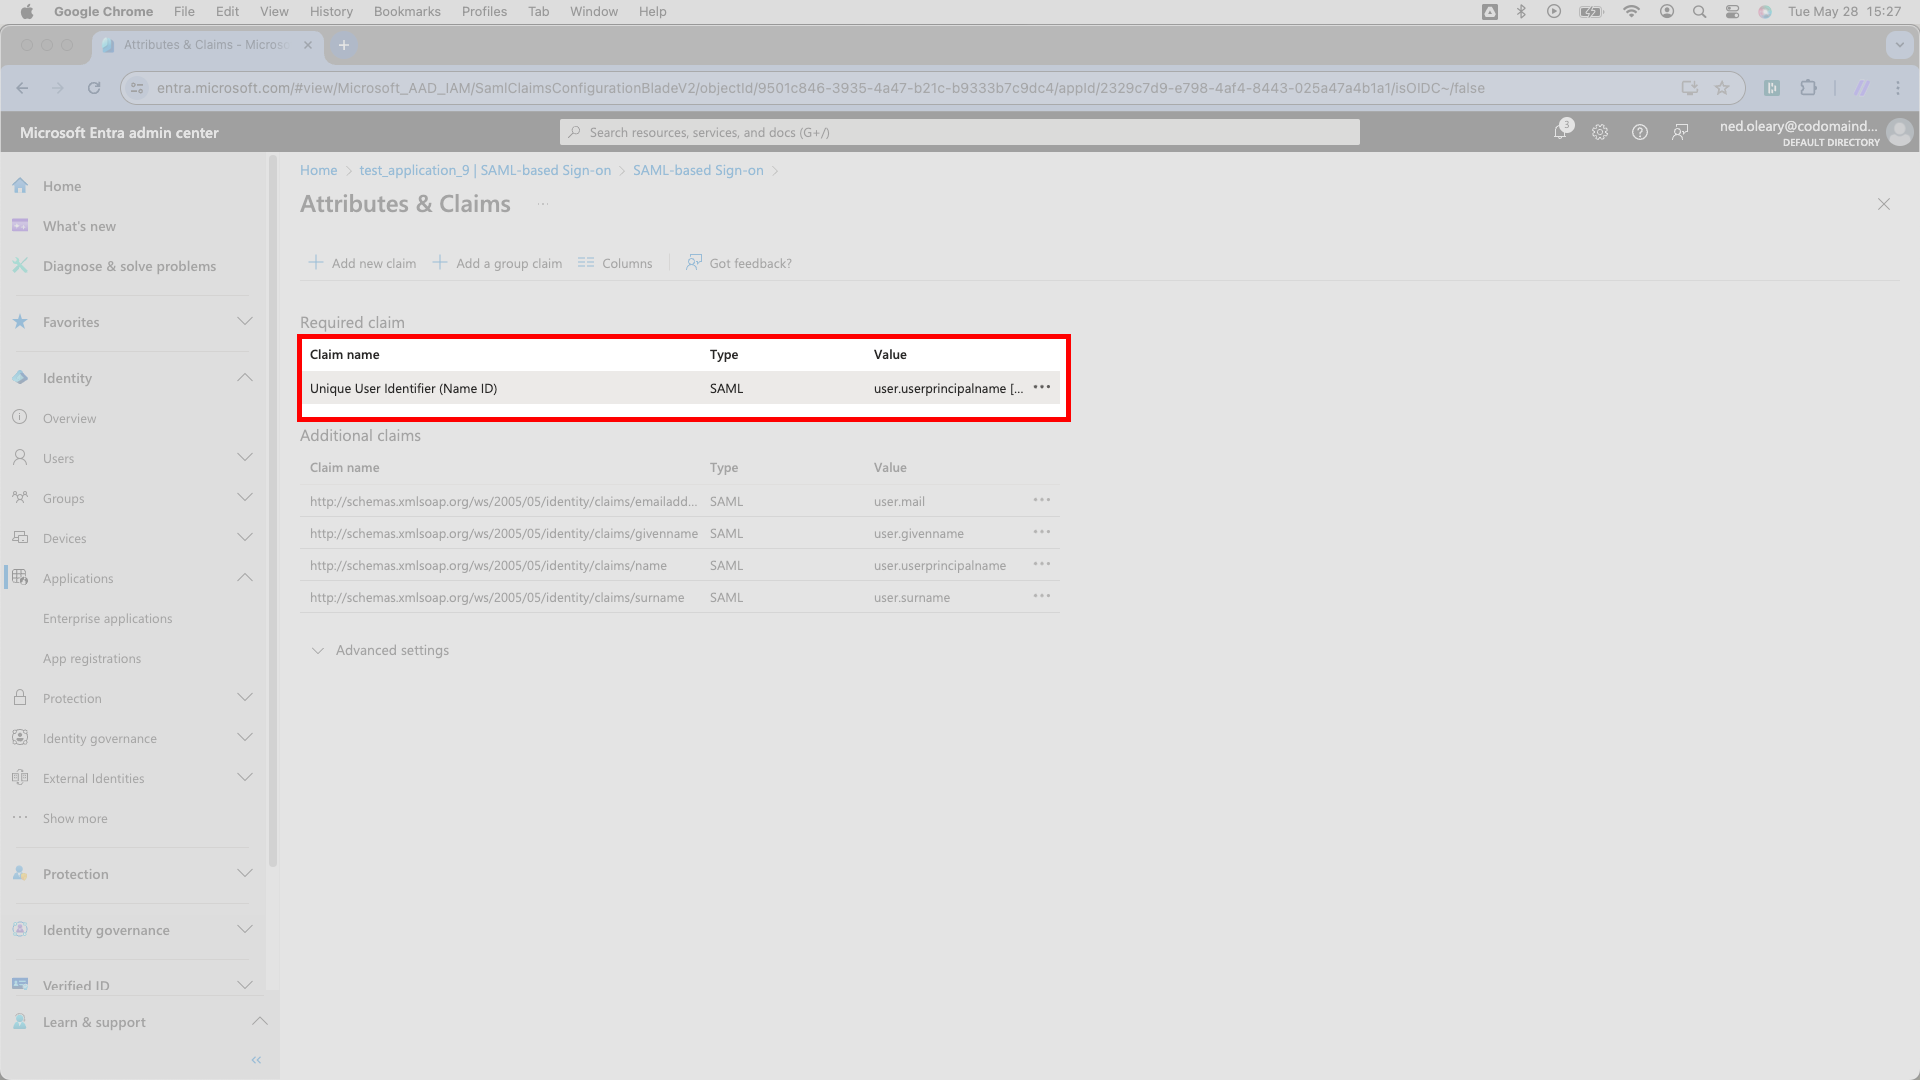 Google Chrome File Edit View History Bookmarks Profiles Tab Window Help Tue May 28 15:27
Attributes & Claims - Micros
entra.microsoft.com/#view/Microsoft_AAD_IAM/SamlClaimsConfigurationBladeV2/objectId/9501c846-3935-4a47-b21c-b9333b7c9dc4/appId/2329c7d9-e798-4af4-8443-025a47a4b1a1/isOIDC~/false
Microsoft Entra admin center
Search resources, services, and docs (G+/)
3
ned.oleary@codomaind...
DEFAULT DIRECTORY
Home
What's new
Diagnose & solve problems
Favorites
Identity
Overview
Users
Groups
Devices
Applications
Enterprise applications
App registrations
Protection
Identity governance
External Identities
Show more
Protection
Identity governance
Verified ID
Learn & support
Home > test_application_9 | SAML-based Sign-on > SAML-based Sign-on >
Attributes & Claims ...
Add new claim Add a group claim Columns Got feedback?
Required claim
Claim name Type Value
Unique User Identifier (Name ID) SAML user.userprincipalname [... ...
Additional claims
Claim name Type Value
http://schemas.xmlsoap.org/ws/2005/05/identity/claims/emailadd... SAML user.mail ...
http://schemas.xmlsoap.org/ws/2005/05/identity/claims/givenname SAML user.givenname ...
http://schemas.xmlsoap.org/ws/2005/05/identity/claims/name SAML user.userprincipalname ...
http://schemas.xmlsoap.org/ws/2005/05/identity/claims/surname SAML user.surname ...
Advanced settings